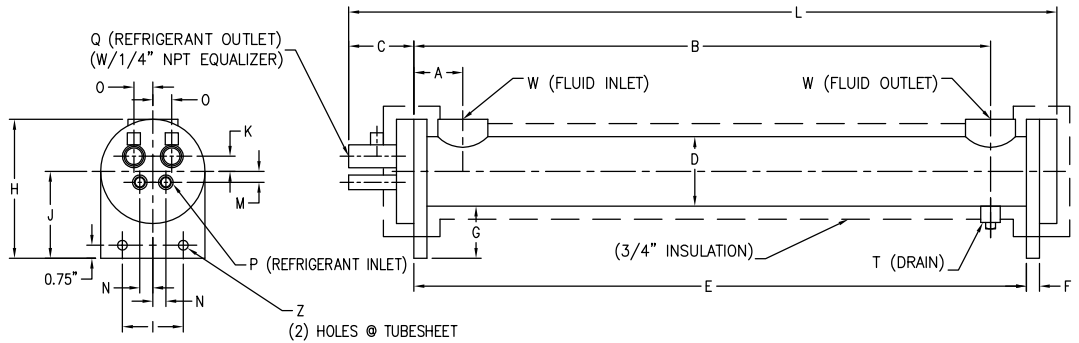 L
Q (REFRIGERANT OUTLET)
(W/1/4" NPT EQUALIZER)
C
B
A
W (FLUID INLET)
W (FLUID OUTLET)
O
O
K
H
J
M
D
G
0.75"
P (REFRIGERANT INLET)
(3/4" INSULATION)
T (DRAIN)
N
N
E
F
I
Z
(2) HOLES @ TUBESHEET